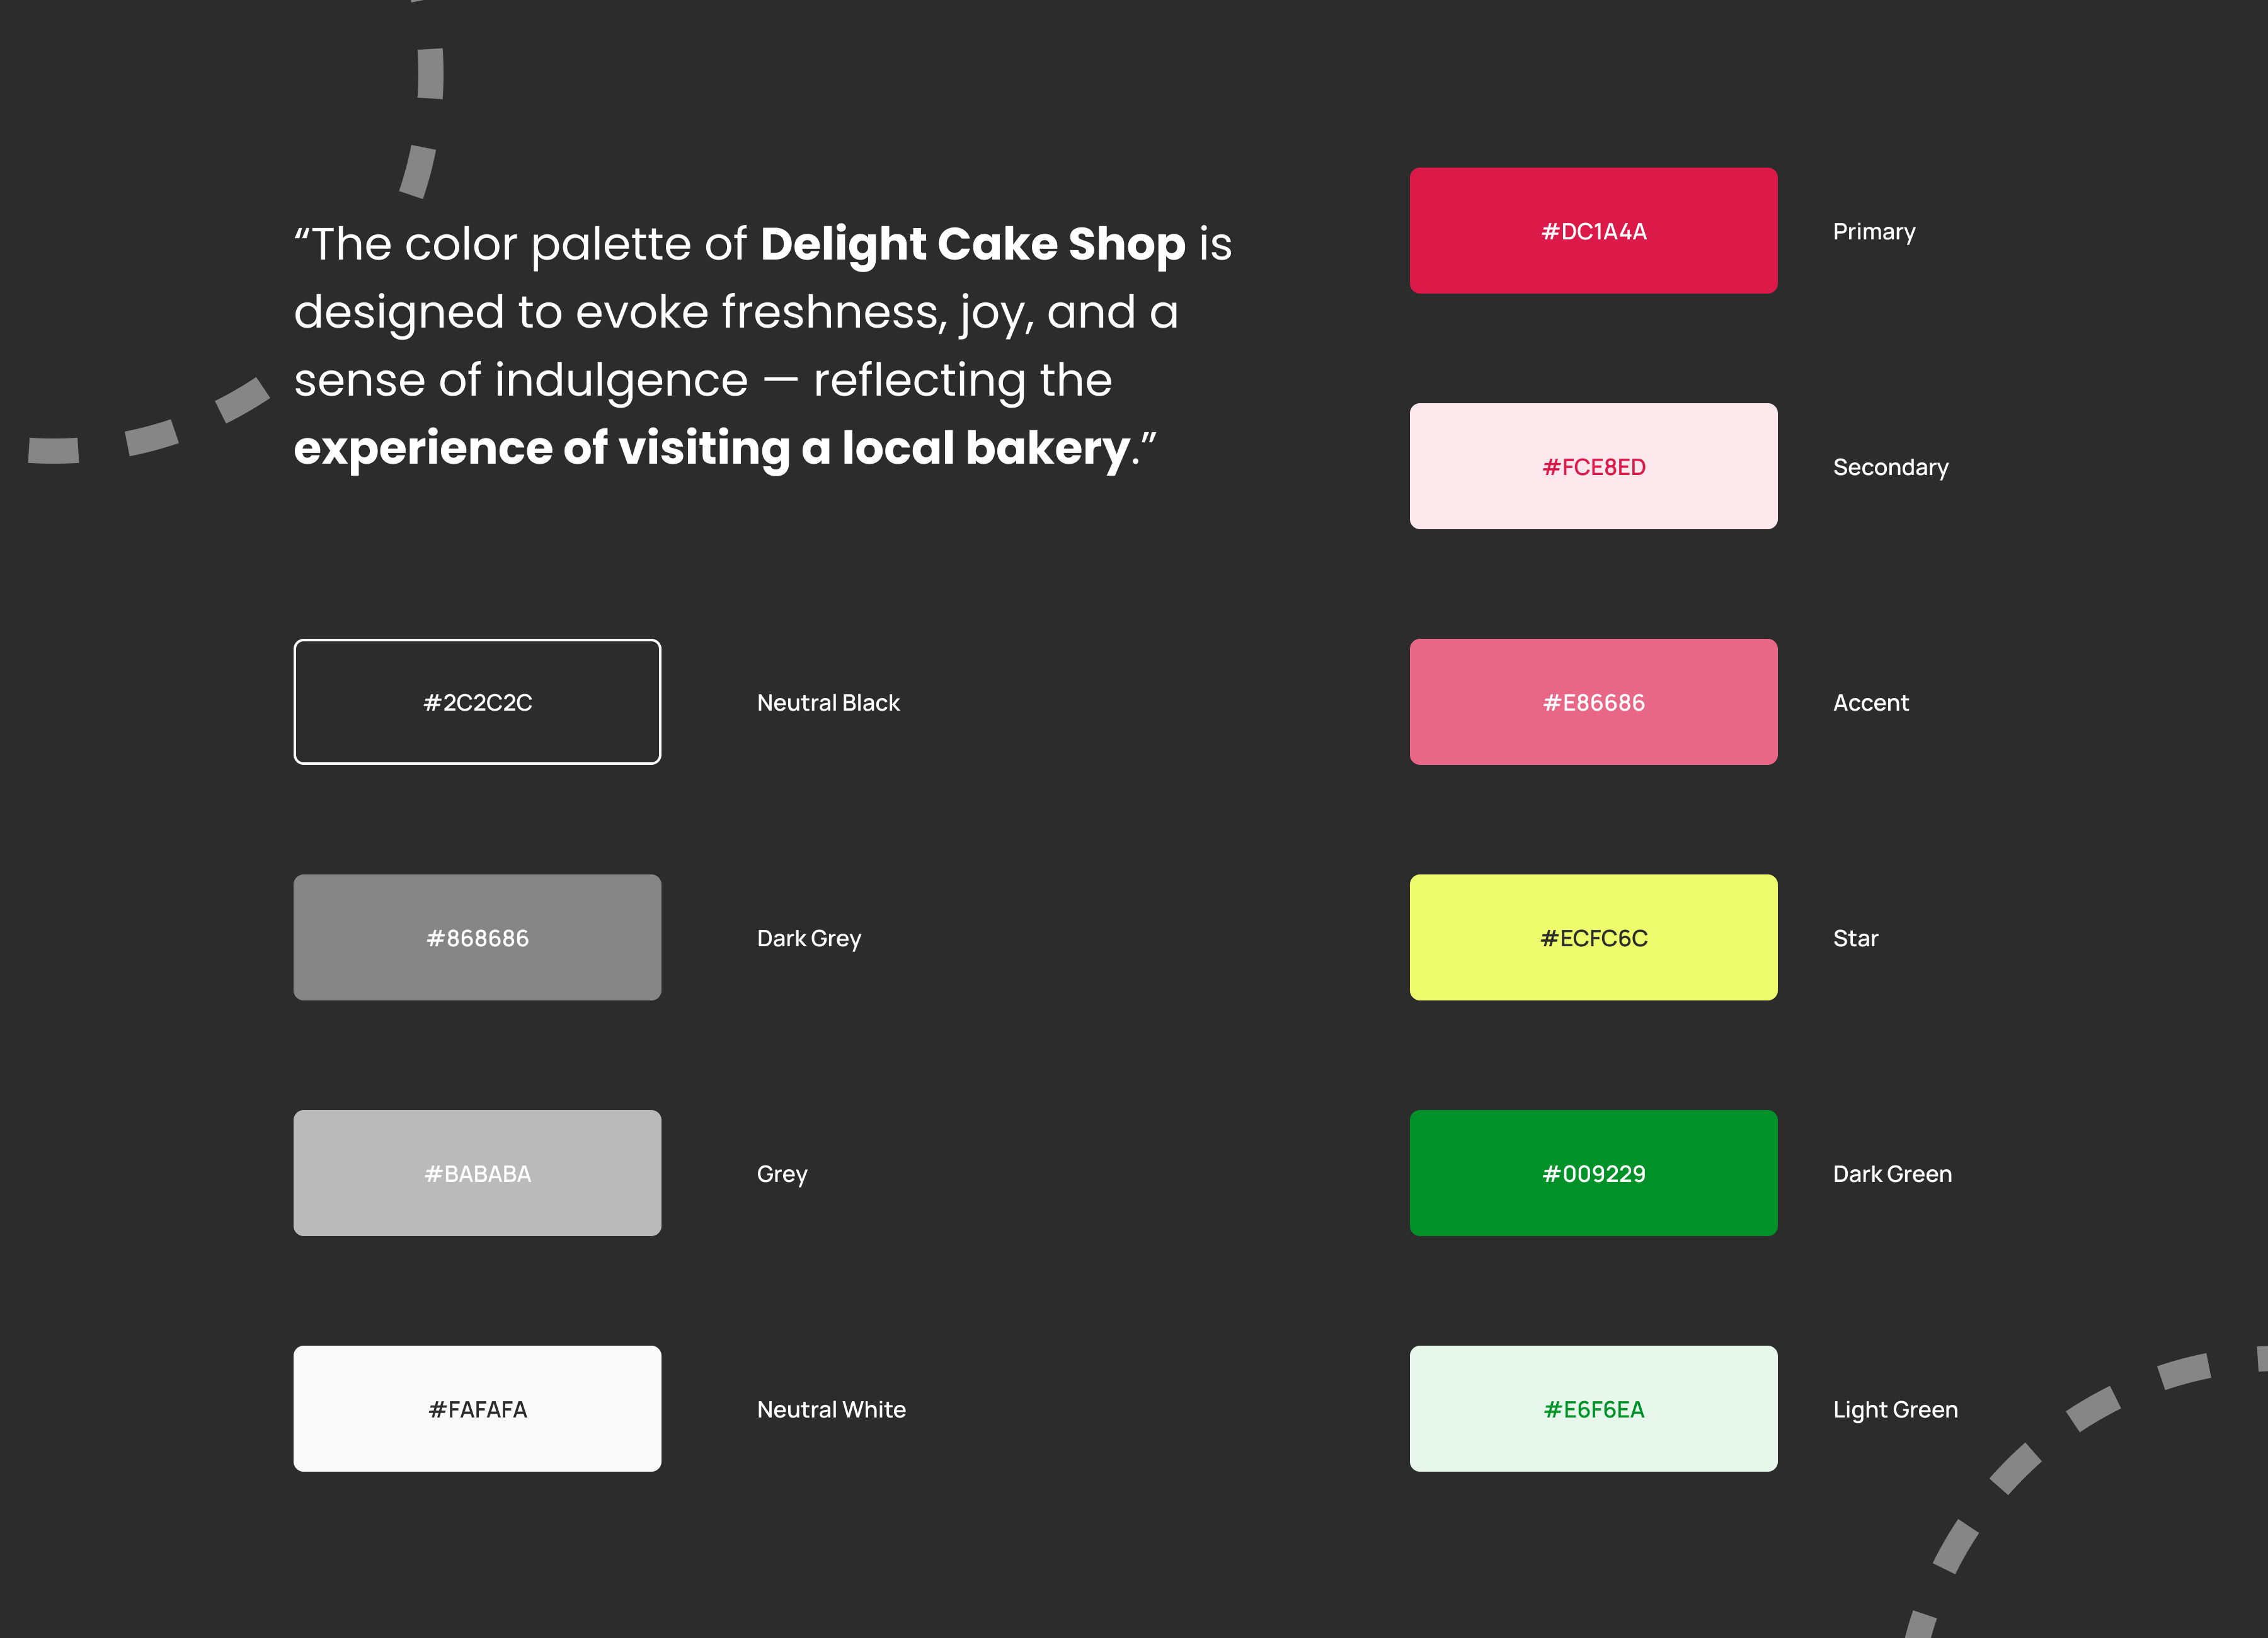 “The color palette of Delight Cake Shop is
designed to evoke freshness, joy, and a
sense of indulgence — reflecting the
experience of visiting a local bakery.”
#2C2C2C
Neutral Black
#868686
Dark Grey
#BABABA
Grey
#FAFAFA
Neutral White
#DC1A4A
Primary
#FCE8ED
Secondary
#E86686
Accent
#ECFC6C
Star
#009229
Dark Green
#E6F6EA
Light Green